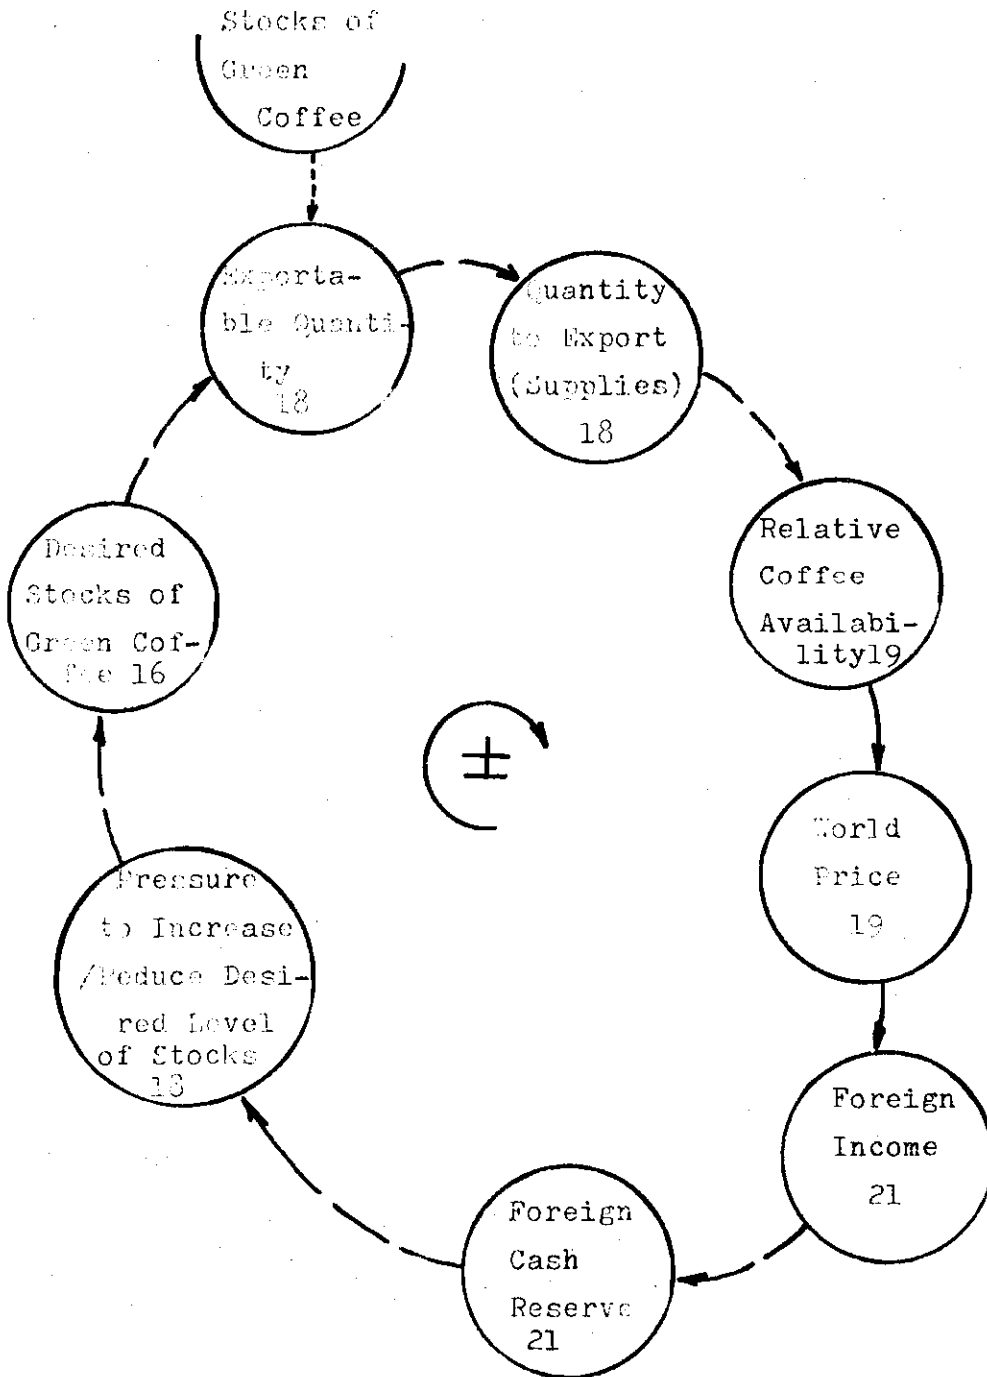 Stocks of
Green
Coffee
Exporta-
ble Quanti-
ty
18
Quantity
to Export
(Supplies)
18
Relative
Coffee
Availabi-
lity19
World
Price
19
Foreign
Income
21
Foreign
Cash
Reserve
21
Pressure
to Increase
/Reduce Desi-
red Level
of Stocks
18
Desired
Stocks of
Green Cof-
fee 16
±